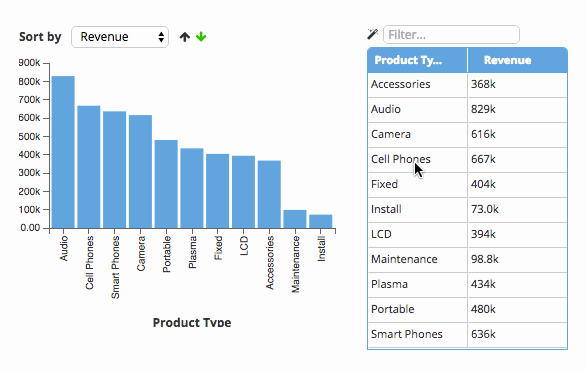 Sort by Revenue
900k
800k
700k
600k
500k
400k
300k
200k
100k
0.00
Audio
Cell Phones
Smart Phones
Camera
Portable
Plasma
Fixed
LCD
Accessories
Maintenance
Install
Product Type
Filter...
Product Ty... Revenue
Accessories 368k
Audio 829k
Camera 616k
Cell Phones 667k
Fixed 404k
Install 73.0k
LCD 394k
Maintenance 98.8k
Plasma 434k
Portable 480k
Smart Phones 636k